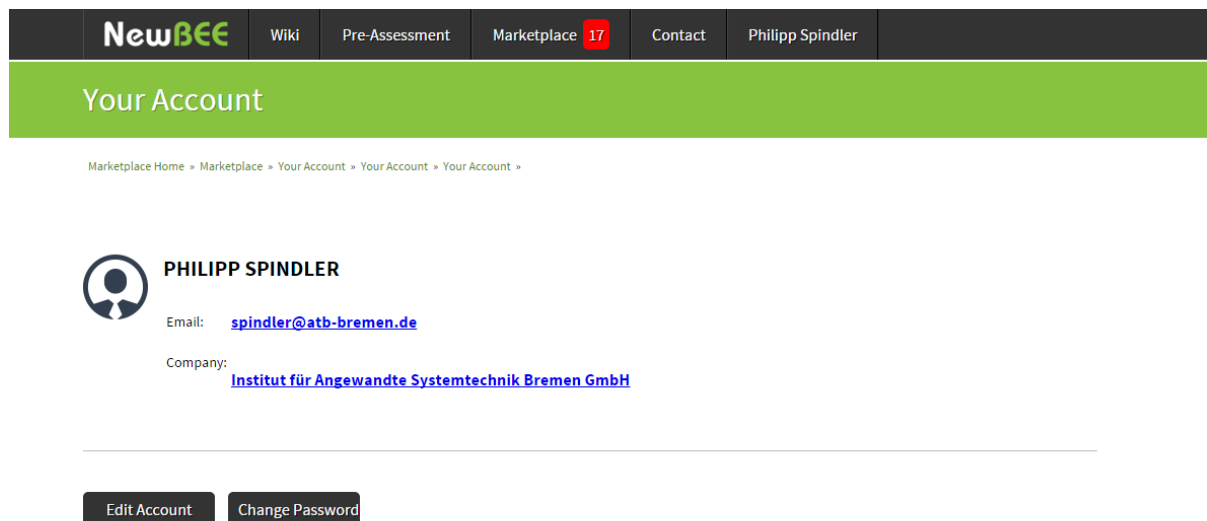 NewBEE Wiki Pre-Assessment Marketplace 17 Contact Philipp Spindler
Your Account
Marketplace Home » Marketplace » Your Account » Your Account » Your Account »
PHILIPP SPINDLER
Email: spindler@atb-bremen.de
Company:
Institut für Angewandte Systemtechnik Bremen GmbH
Edit Account Change Password